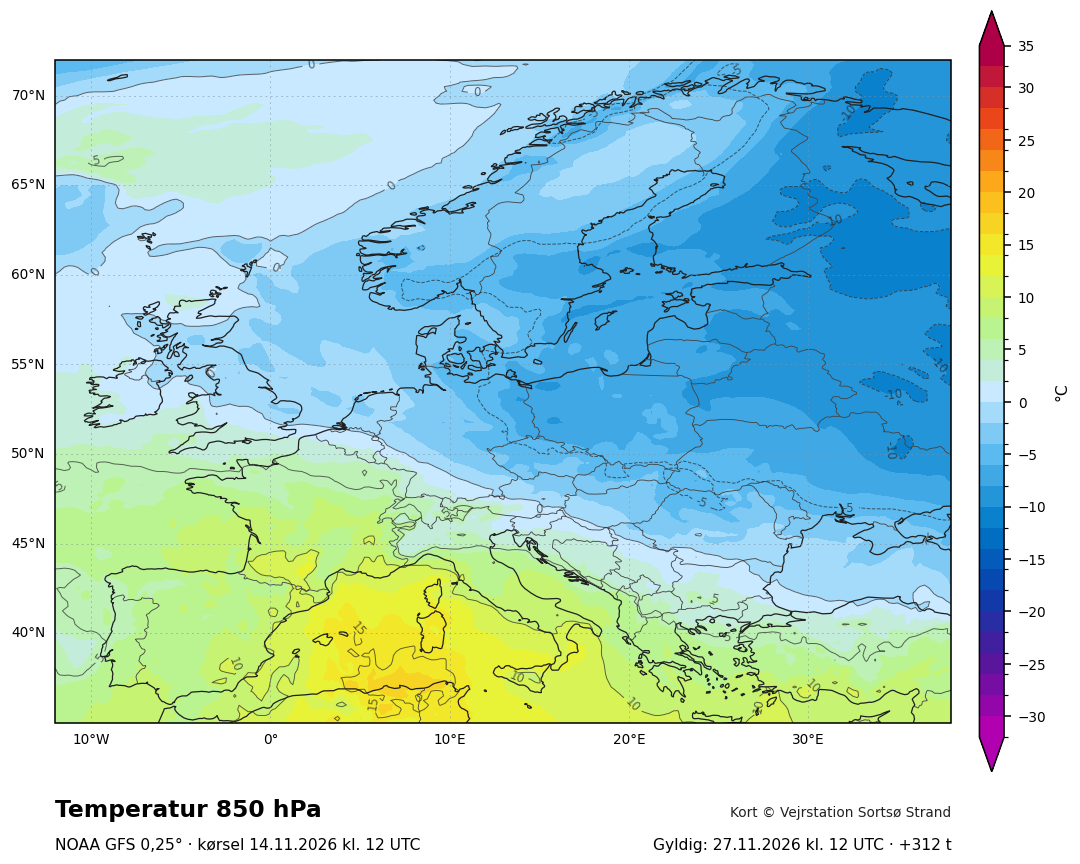 70°N
65°N
60°N
55°N
50°N
45°N
40°N
10°W
0°
10°E
20°E
30°E
35
30
25
20
15
10
5
0
−5
−10
−15
−20
−25
−30
°C
Temperatur 850 hPa
Kort © Vejrstation Sortsø Strand
NOAA GFS 0,25° · kørsel 14.11.2026 kl. 12 UTC
Gyldig: 27.11.2026 kl. 12 UTC · +312 t